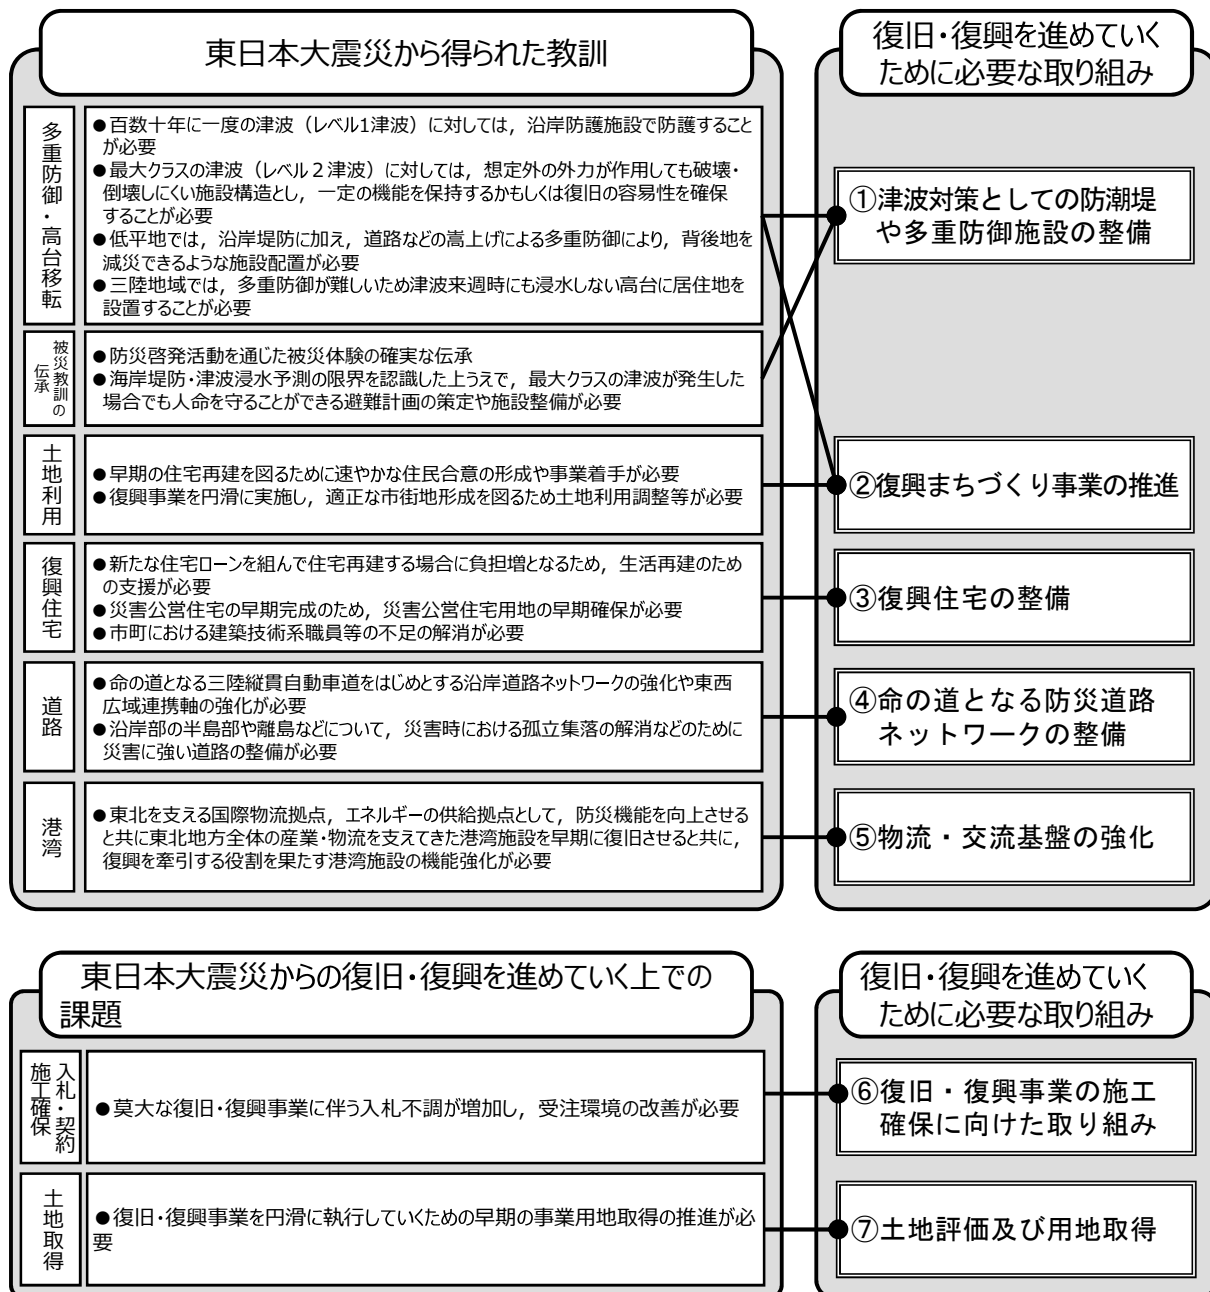 東日本大震災から得られた教訓
復旧・復興を進めていく
ために必要な取り組み
多重防御・高台移転
●百数十年に一度の津波（レベル1津波）に対しては，沿岸防護施設で防護すること
が必要
●最大クラスの津波（レベル２津波）に対しては，想定外の外力が作用しても破壊・
倒壊しにくい施設構造とし，一定の機能を保持するかもしくは復旧の容易性を確保
することが必要
●低平地では，沿岸堤防に加え，道路などの嵩上げによる多重防御により，背後地を
減災できるような施設配置が必要
●三陸地域では，多重防御が難しいため津波来週時にも浸水しない高台に居住地を
設置することが必要
①津波対策としての防潮堤
や多重防御施設の整備
被災教訓の
伝承
●防災啓発活動を通じた被災体験の確実な伝承
●海岸堤防・津波浸水予測の限界を認識した上うえで，最大クラスの津波が発生した
場合でも人命を守ることができる避難計画の策定や施設整備が必要
土地利用
●早期の住宅再建を図るために速やかな住民合意の形成や事業着手が必要
●復興事業を円滑に実施し，適正な市街地形成を図るため土地利用調整等が必要
②復興まちづくり事業の推進
復興住宅
●新たな住宅ローンを組んで住宅再建する場合に負担増となるため，生活再建のため
の支援が必要
●災害公営住宅の早期完成のため，災害公営住宅用地の早期確保が必要
●市町における建築技術系職員等の不足の解消が必要
③復興住宅の整備
道路
●命の道となる三陸縦貫自動車道をはじめとする沿岸道路ネットワークの強化や東西
広域連携軸の強化が必要
●沿岸部の半島部や離島などについて，災害時における孤立集落の解消などのために
災害に強い道路の整備が必要
④命の道となる防災道路
ネットワークの整備
港湾
●東北を支える国際物流拠点，エネルギーの供給拠点として，防災機能を向上させる
と共に東北地方全体の産業・物流を支えてきた港湾施設を早期に復旧させると共に，
復興を牽引する役割を果たす港湾施設の機能強化が必要
⑤物流・交流基盤の強化
東日本大震災からの復旧・復興を進めていく上での
課題
復旧・復興を進めていく
ために必要な取り組み
入札・契約
施工確保
●莫大な復旧・復興事業に伴う入札不調が増加し，受注環境の改善が必要
⑥復旧・復興事業の施工
確保に向けた取り組み
土地取得
●復旧・復興事業を円滑に執行していくための早期の事業用地取得の推進が必
要
⑦土地評価及び用地取得